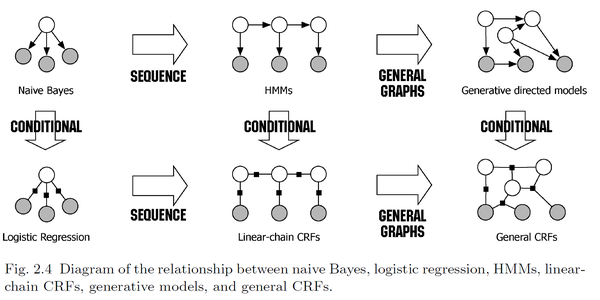 SEQUENCE
GENERAL
GRAPHS
Naive Bayes
HMMs
Generative directed models
CONDITIONAL
CONDITIONAL
CONDITIONAL
SEQUENCE
GENERAL
GRAPHS
Logistic Regression
Linear-chain CRFs
General CRFs
Fig. 2.4 Diagram of the relationship between naive Bayes, logistic regression, HMMs, linear-
chain CRFs, generative models, and general CRFs.